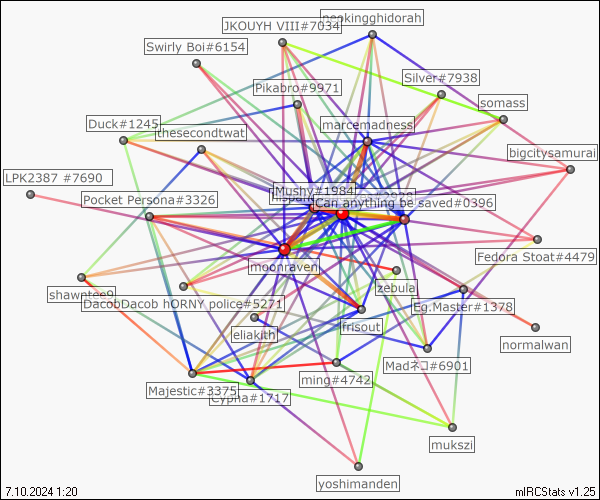 neokingghidorah
JKOUYH VIII#7034
Swirly Boi#6154
Silver#7938
Pikabro#9971
somass
Duck#1245
marcemadness
thesecondtwat
bigcitysamurai
LPK2387 #7690
Mushy#1984
Pocket Persona#3326
Can anything be saved#0396
Fedora Stoat#4479
moonraven
zebula
shawntee9
DacobDacob hORNY police#5271
Eg.Master#1378
frisout
eliakith
normalwan
Madネコ#6901
ming#4742
Majestic#3375
Cypha#1717
mukszi
yoshimanden
7.10.2024 1:20
mIRCStats v1.25